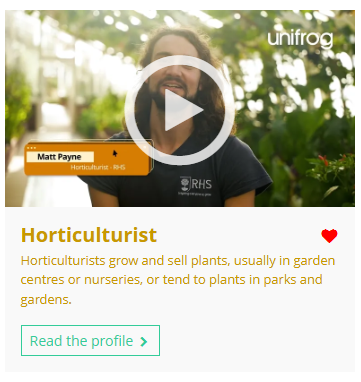 unifrog
Matt Payne
Horticulturist - RHS
RHS
Horticulturist
Horticulturists grow and sell plants, usually in garden
centres or nurseries, or tend to plants in parks and
gardens.
Read the profile